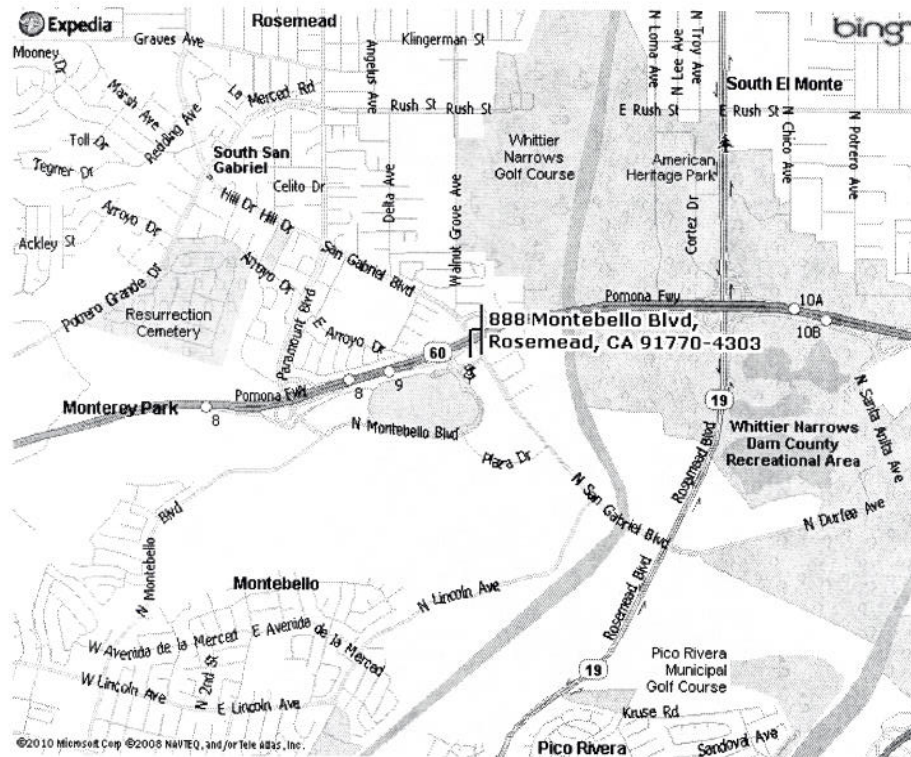 Expedia
Rosemead
bing
Graves Ave
Klingerman St
Mooney Dr
Angelus Ave
N Loma Ave
N Lee Ave
N Troy Ave
La Merced Rd
South El Monte
Marsh Ave
Redding Ave
Rush St
Rush St
E Rush St
E Rush St
N Chico Ave
N Potrero Ave
Toll Dr
Whittier
Narrows
Golf Course
American
Heritage Park
Tegner Dr
South San
Gabriel
Celito Dr
Delta Ave
Walnut Grove Ave
Cortez Dr
Hill Dr
Hill Dr
Arroyo Dr
Ackley St
Arroyo Dr
San Gabriel Blvd
Potrero Grande Dr
Resurrection
Cemetery
Paramount Blvd
E Arroyo Dr
Pomona Fwy
10A
10B
888 Montebello Blvd,
Rosemead, CA 91770-4303
60
9
8
Pomona Fwy
Monterey Park
8
19
N Santa Anita Ave
N Montebello Blvd
Whittier Narrows
Dam County
Recreational Area
Plaza Dr
Rosemead Blvd
N San Gabriel Blvd
N Durfee Ave
Blvd
N Montebello
Montebello
N Lincoln Ave
Rosemead Blvd
W Avenida de la Merced
E Avenida de la Merced
N 2nd St
W Lincoln Ave
E Lincoln Ave
19
Pico Rivera
Municipal
Golf Course
Kruse Rd
Sandoval Ave
Pico Rivera
©2010 Microsoft Corp ©2008 NAVTEQ, and/or Tele Atlas, Inc.